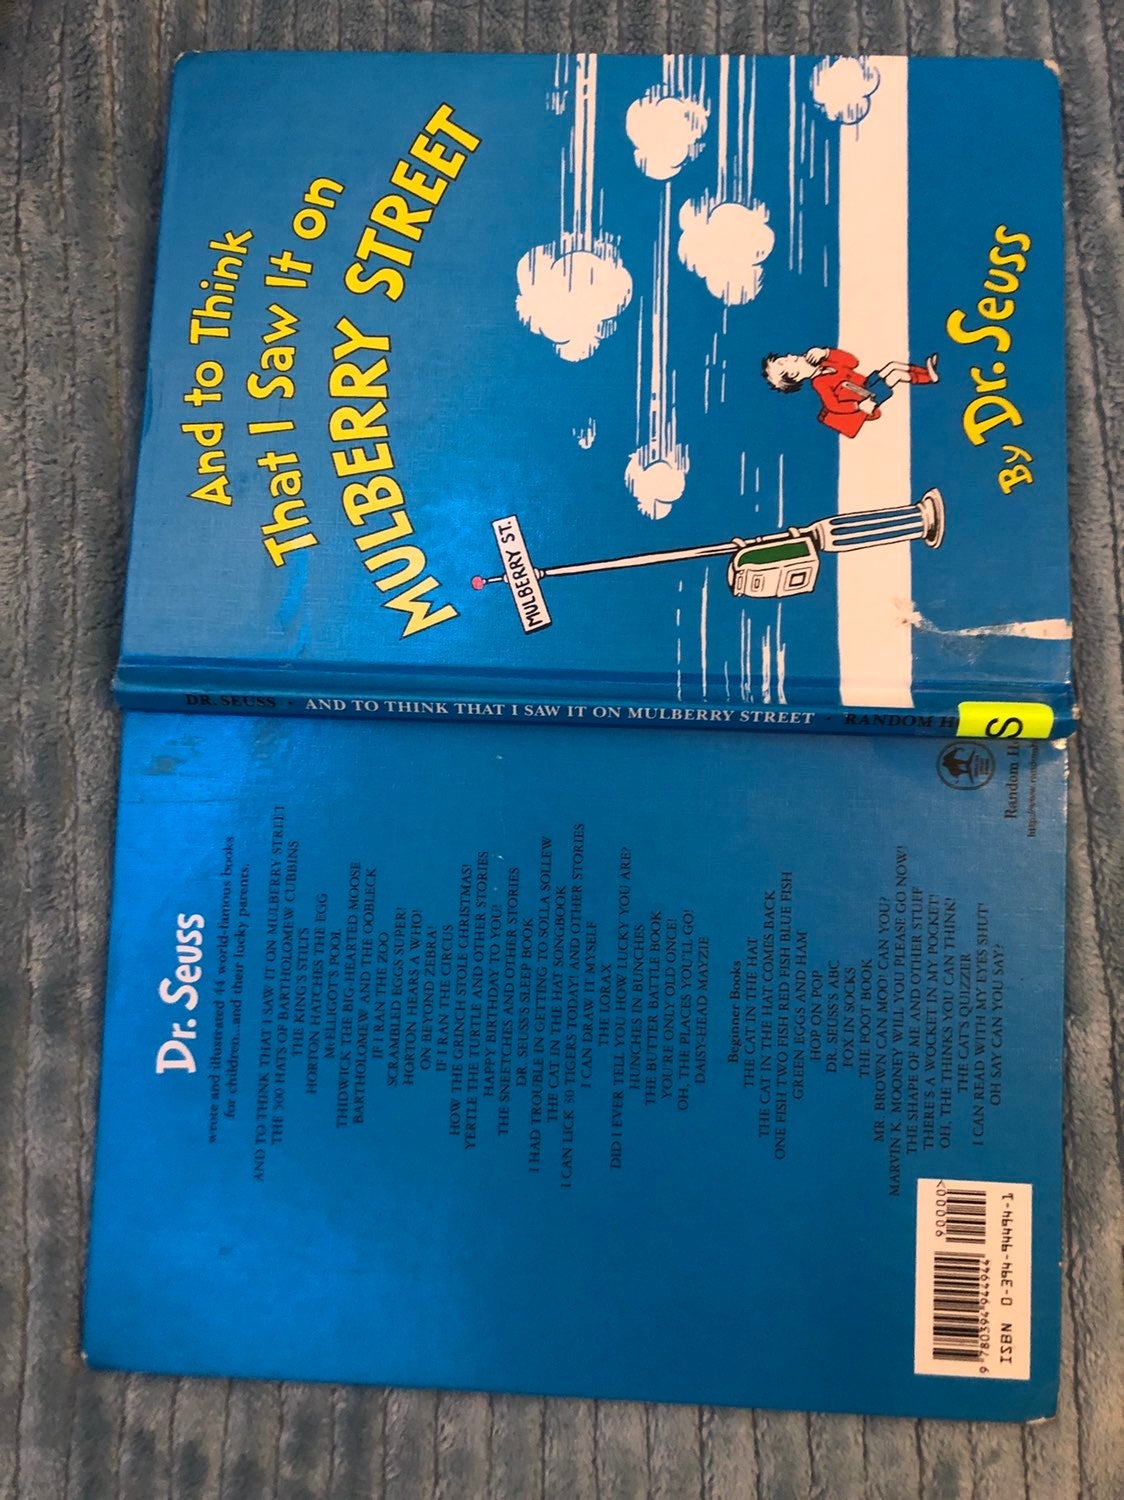 And to Think
That I Saw It on
MULBERRY STREET
MULBERRY ST.
By Dr. Seuss
DR. SEUSS · AND TO THINK THAT I SAW IT ON MULBERRY STREET · RANDOM H
S
Dr. Seuss
wrote and illustrated 44 world-famous books
for children...and their lucky parents.
AND TO THINK THAT I SAW IT ON MULBERRY STREET
THE 500 HATS OF BARTHOLOMEW CUBBINS
THE KING'S STILTS
HORTON HATCHES THE EGG
McELLIGOT'S POOL
THIDWICK THE BIG-HEARTED MOOSE
BARTHOLOMEW AND THE OOBLECK
IF I RAN THE ZOO
SCRAMBLED EGGS SUPER!
HORTON HEARS A WHO!
ON BEYOND ZEBRA!
IF I RAN THE CIRCUS
HOW THE GRINCH STOLE CHRISTMAS!
YERTLE THE TURTLE AND OTHER STORIES
HAPPY BIRTHDAY TO YOU!
THE SNEETCHES AND OTHER STORIES
DR. SEUSS'S SLEEP BOOK
I HAD TROUBLE IN GETTING TO SOLLA SOLLEW
THE CAT IN THE HAT SONGBOOK
I CAN LICK 30 TIGERS TODAY! AND OTHER STORIES
I CAN DRAW IT MYSELF
THE LORAX
DID I EVER TELL YOU HOW LUCKY YOU ARE?
HUNCHES IN BUNCHES
THE BUTTER BATTLE BOOK
YOU'RE ONLY OLD ONCE!
OH, THE PLACES YOU'LL GO!
DAISY-HEAD MAYZIE
Beginner Books
THE CAT IN THE HAT
THE CAT IN THE HAT COMES BACK
ONE FISH TWO FISH RED FISH BLUE FISH
GREEN EGGS AND HAM
HOP ON POP
DR. SEUSS'S ABC
FOX IN SOCKS
THE FOOT BOOK
MR. BROWN CAN MOO! CAN YOU?
MARVIN K. MOONEY WILL YOU PLEASE GO NOW!
THE SHAPE OF ME AND OTHER STUFF
THERE'S A WOCKET IN MY POCKET!
OH, THE THINKS YOU CAN THINK!
THE CAT'S QUIZZER
I CAN READ WITH MY EYES SHUT!
OH SAY CAN YOU SAY?
Random H
90000>
9 780394 944944
ISBN 0-394-94494-1